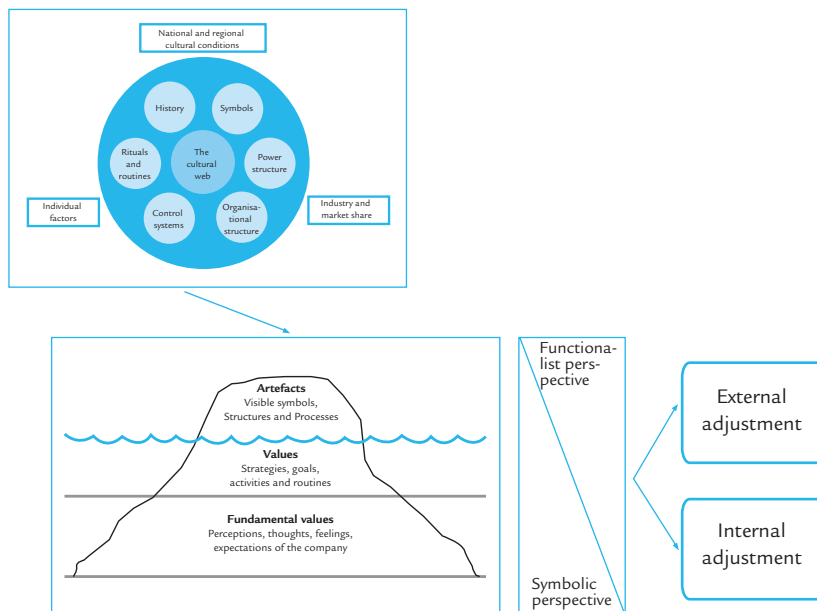 National and regional
cultural conditions
History
Symbols
Rituals and
routines
The
cultural
web
Power
structure
Individual
factors
Control
systems
Organisa-
tional
structure
Industry and
market share
Artefacts
Visible symbols,
Structures and Processes
Values
Strategies, goals,
activities and routines
Fundamental values
Perceptions, thoughts, feelings,
expectations of the company
Functiona-
list pers-
pective
Symbolic
perspective
External
adjustment
Internal
adjustment